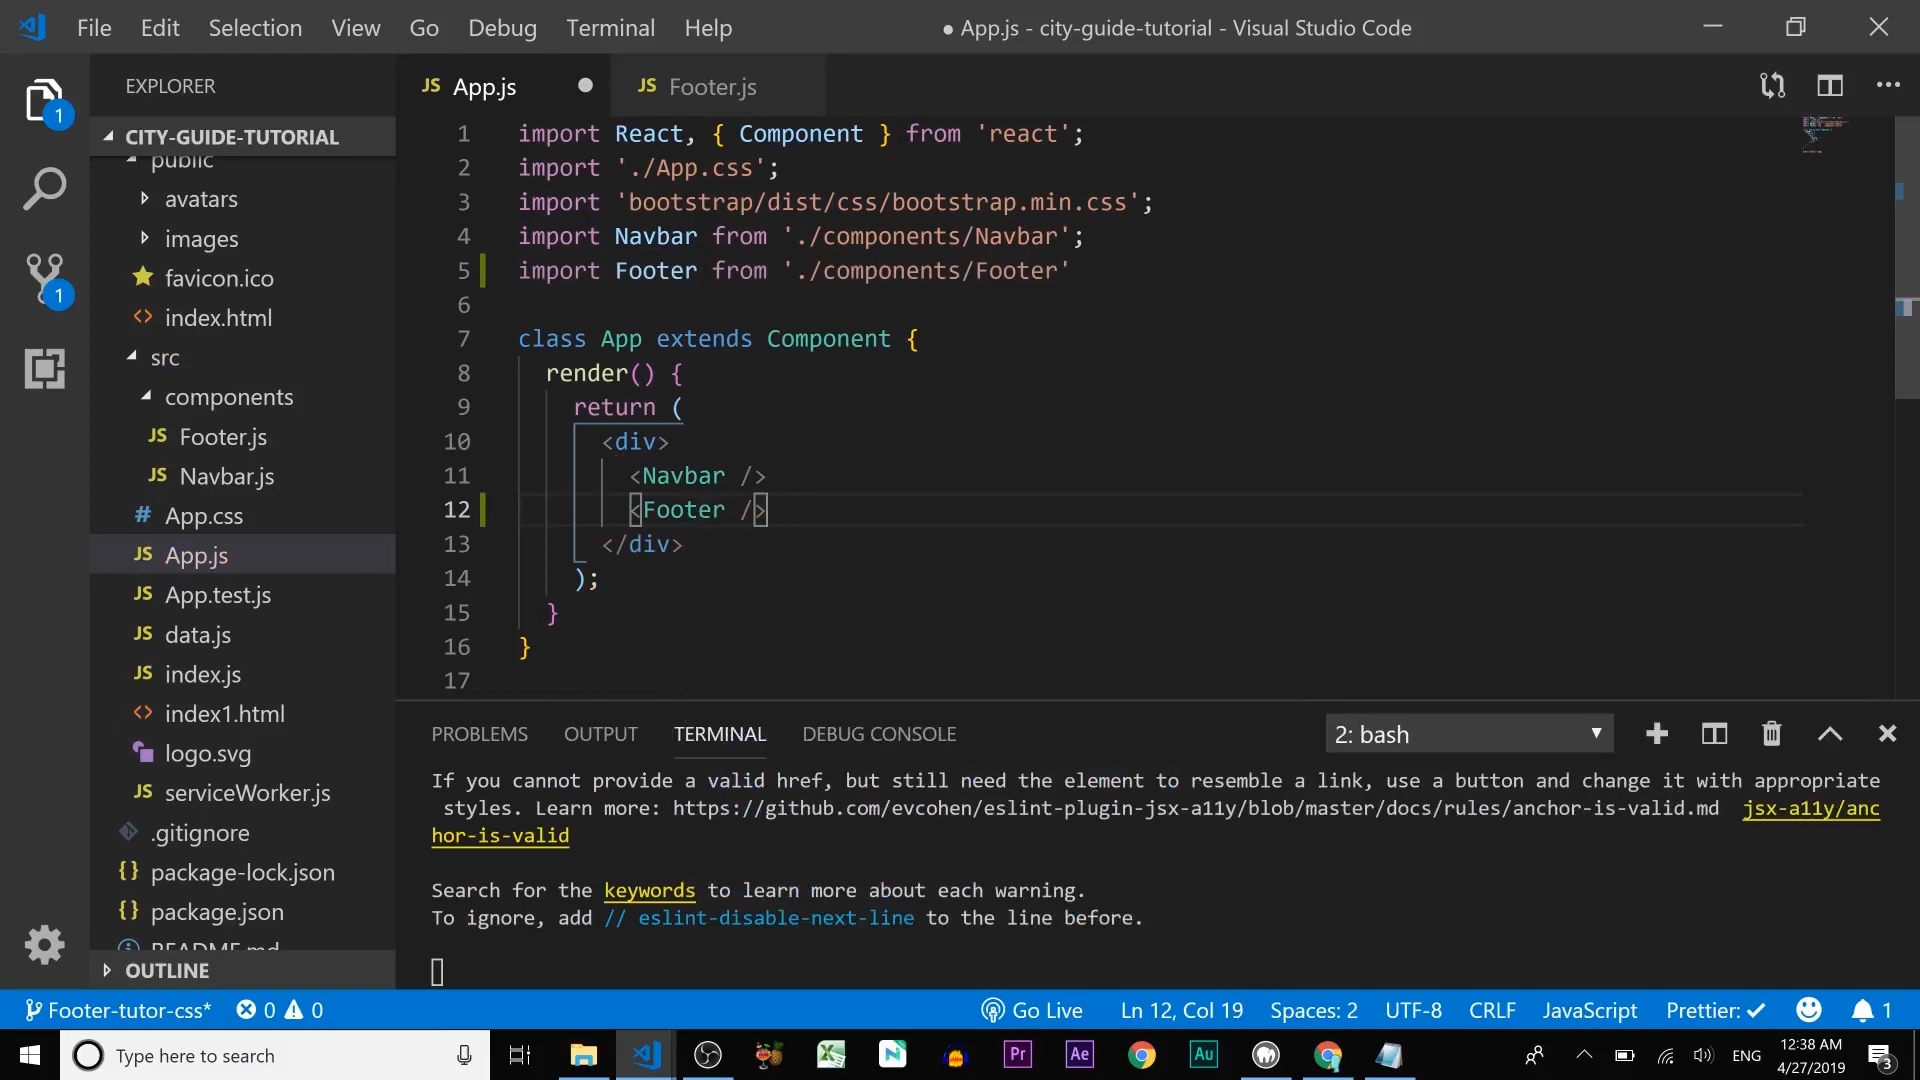 File Edit Selection View Go Debug Terminal Help
● App.js - city-guide-tutorial - Visual Studio Code
EXPLORER
CITY-GUIDE-TUTORIAL
public
avatars
images
favicon.ico
index.html
src
components
JS Footer.js
JS Navbar.js
# App.css
JS App.js
JS App.test.js
JS data.js
JS index.js
index1.html
logo.svg
JS serviceWorker.js
.gitignore
{} package-lock.json
{} package.json
README.md
OUTLINE
1
1
JS App.js
JS Footer.js
1 import React, { Component } from 'react';
2 import './App.css';
3 import 'bootstrap/dist/css/bootstrap.min.css';
4 import Navbar from './components/Navbar';
5 import Footer from './components/Footer'
6
7 class App extends Component {
8 render() {
9 return (
10 <div>
11 <Navbar />
12 <Footer />
13 </div>
14 );
15 }
16 }
17
PROBLEMS OUTPUT TERMINAL DEBUG CONSOLE
2: bash
If you cannot provide a valid href, but still need the element to resemble a link, use a button and change it with appropriate
styles. Learn more: https://github.com/evcohen/eslint-plugin-jsx-a11y/blob/master/docs/rules/anchor-is-valid.md jsx-a11y/anc
hor-is-valid
Search for the keywords to learn more about each warning.
To ignore, add // eslint-disable-next-line to the line before.
Footer-tutor-css* 0 0
Go Live Ln 12, Col 19 Spaces: 2 UTF-8 CRLF JavaScript Prettier: ✓ 1
Type here to search
Pr Ae Au
ENG
12:38 AM
4/27/2019
3